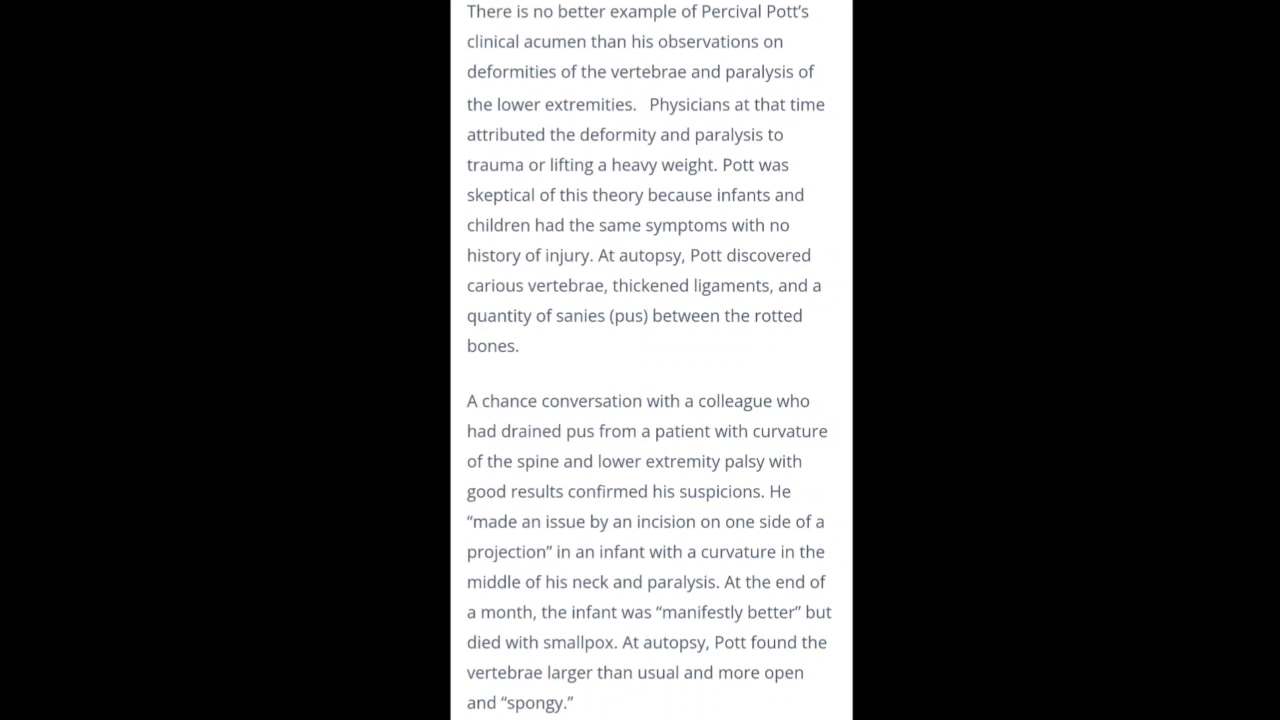 There is no better example of Percival Pott’s
clinical acumen than his observations on
deformities of the vertebrae and paralysis of
the lower extremities.   Physicians at that time
attributed the deformity and paralysis to
trauma or lifting a heavy weight. Pott was
skeptical of this theory because infants and
children had the same symptoms with no
history of injury. At autopsy, Pott discovered
carious vertebrae, thickened ligaments, and a
quantity of sanies (pus) between the rotted
bones.
A chance conversation with a colleague who
had drained pus from a patient with curvature
of the spine and lower extremity palsy with
good results confirmed his suspicions. He
“made an issue by an incision on one side of a
projection” in an infant with a curvature in the
middle of his neck and paralysis. At the end of
a month, the infant was “manifestly better” but
died with smallpox. At autopsy, Pott found the
vertebrae larger than usual and more open
and “spongy.”